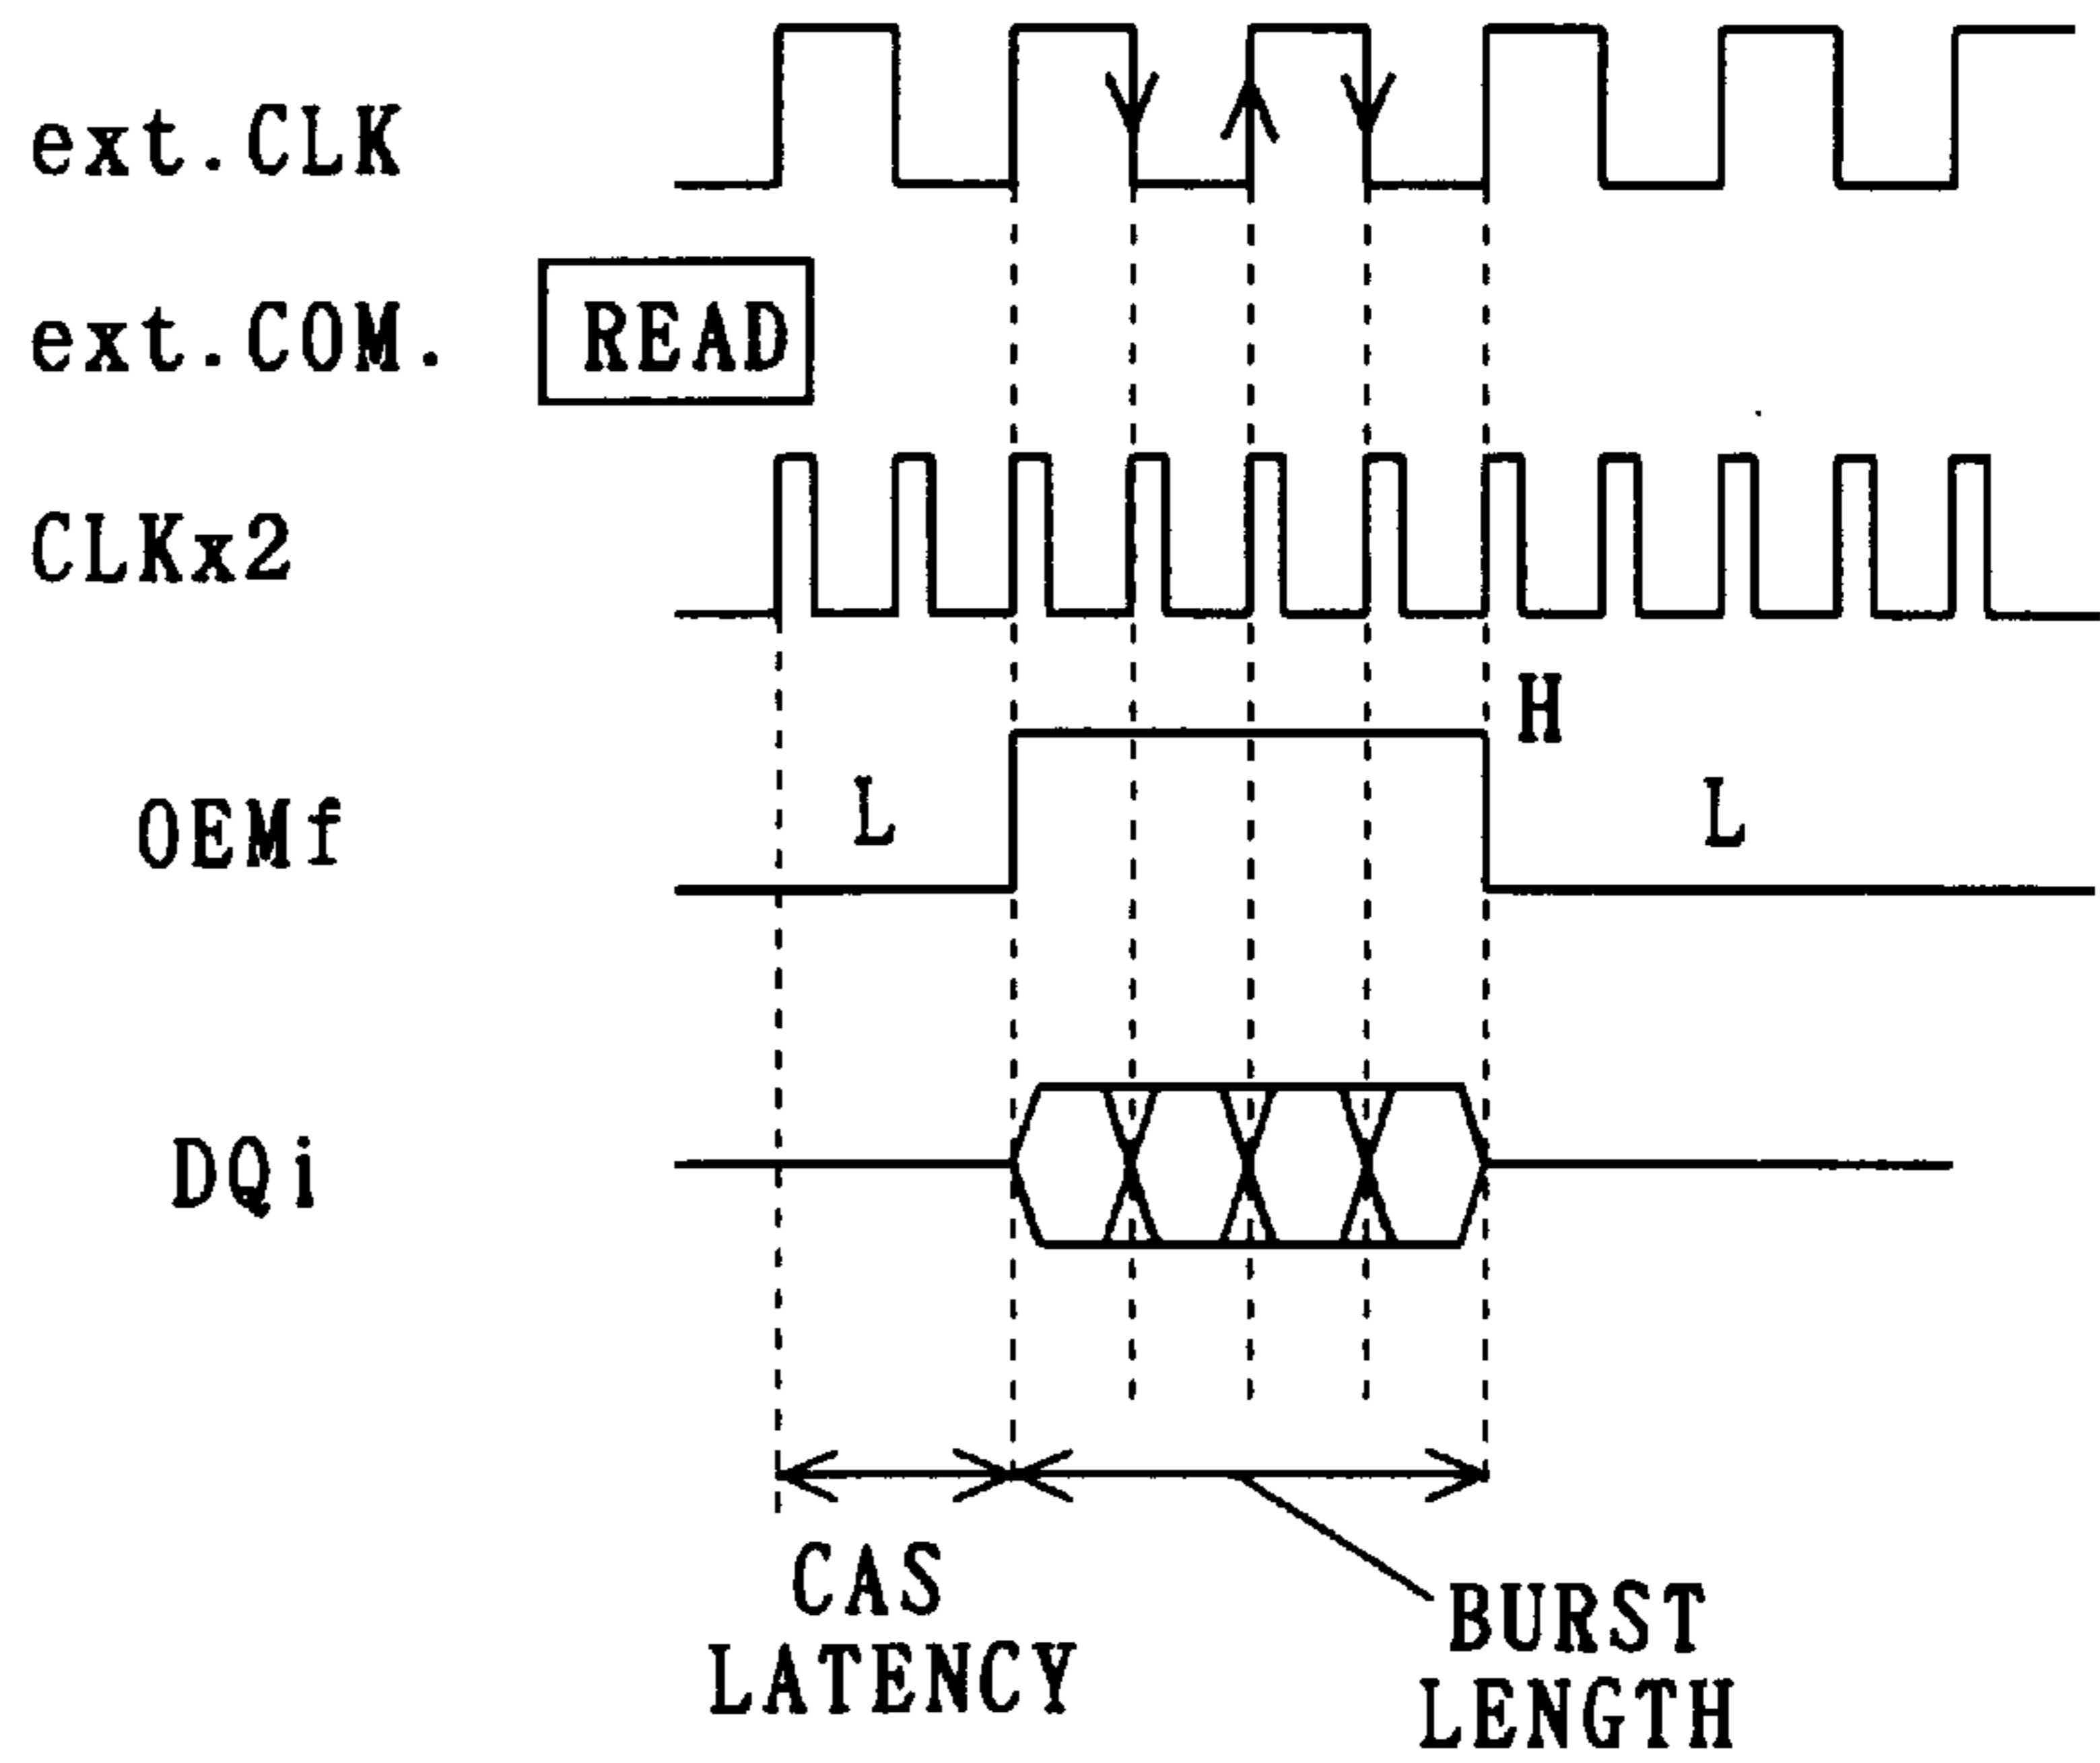 ext.CLK
ext.COM. READ
CLKx2
H
OEMf L L
DQi
CAS
LATENCY
BURST
LENGTH